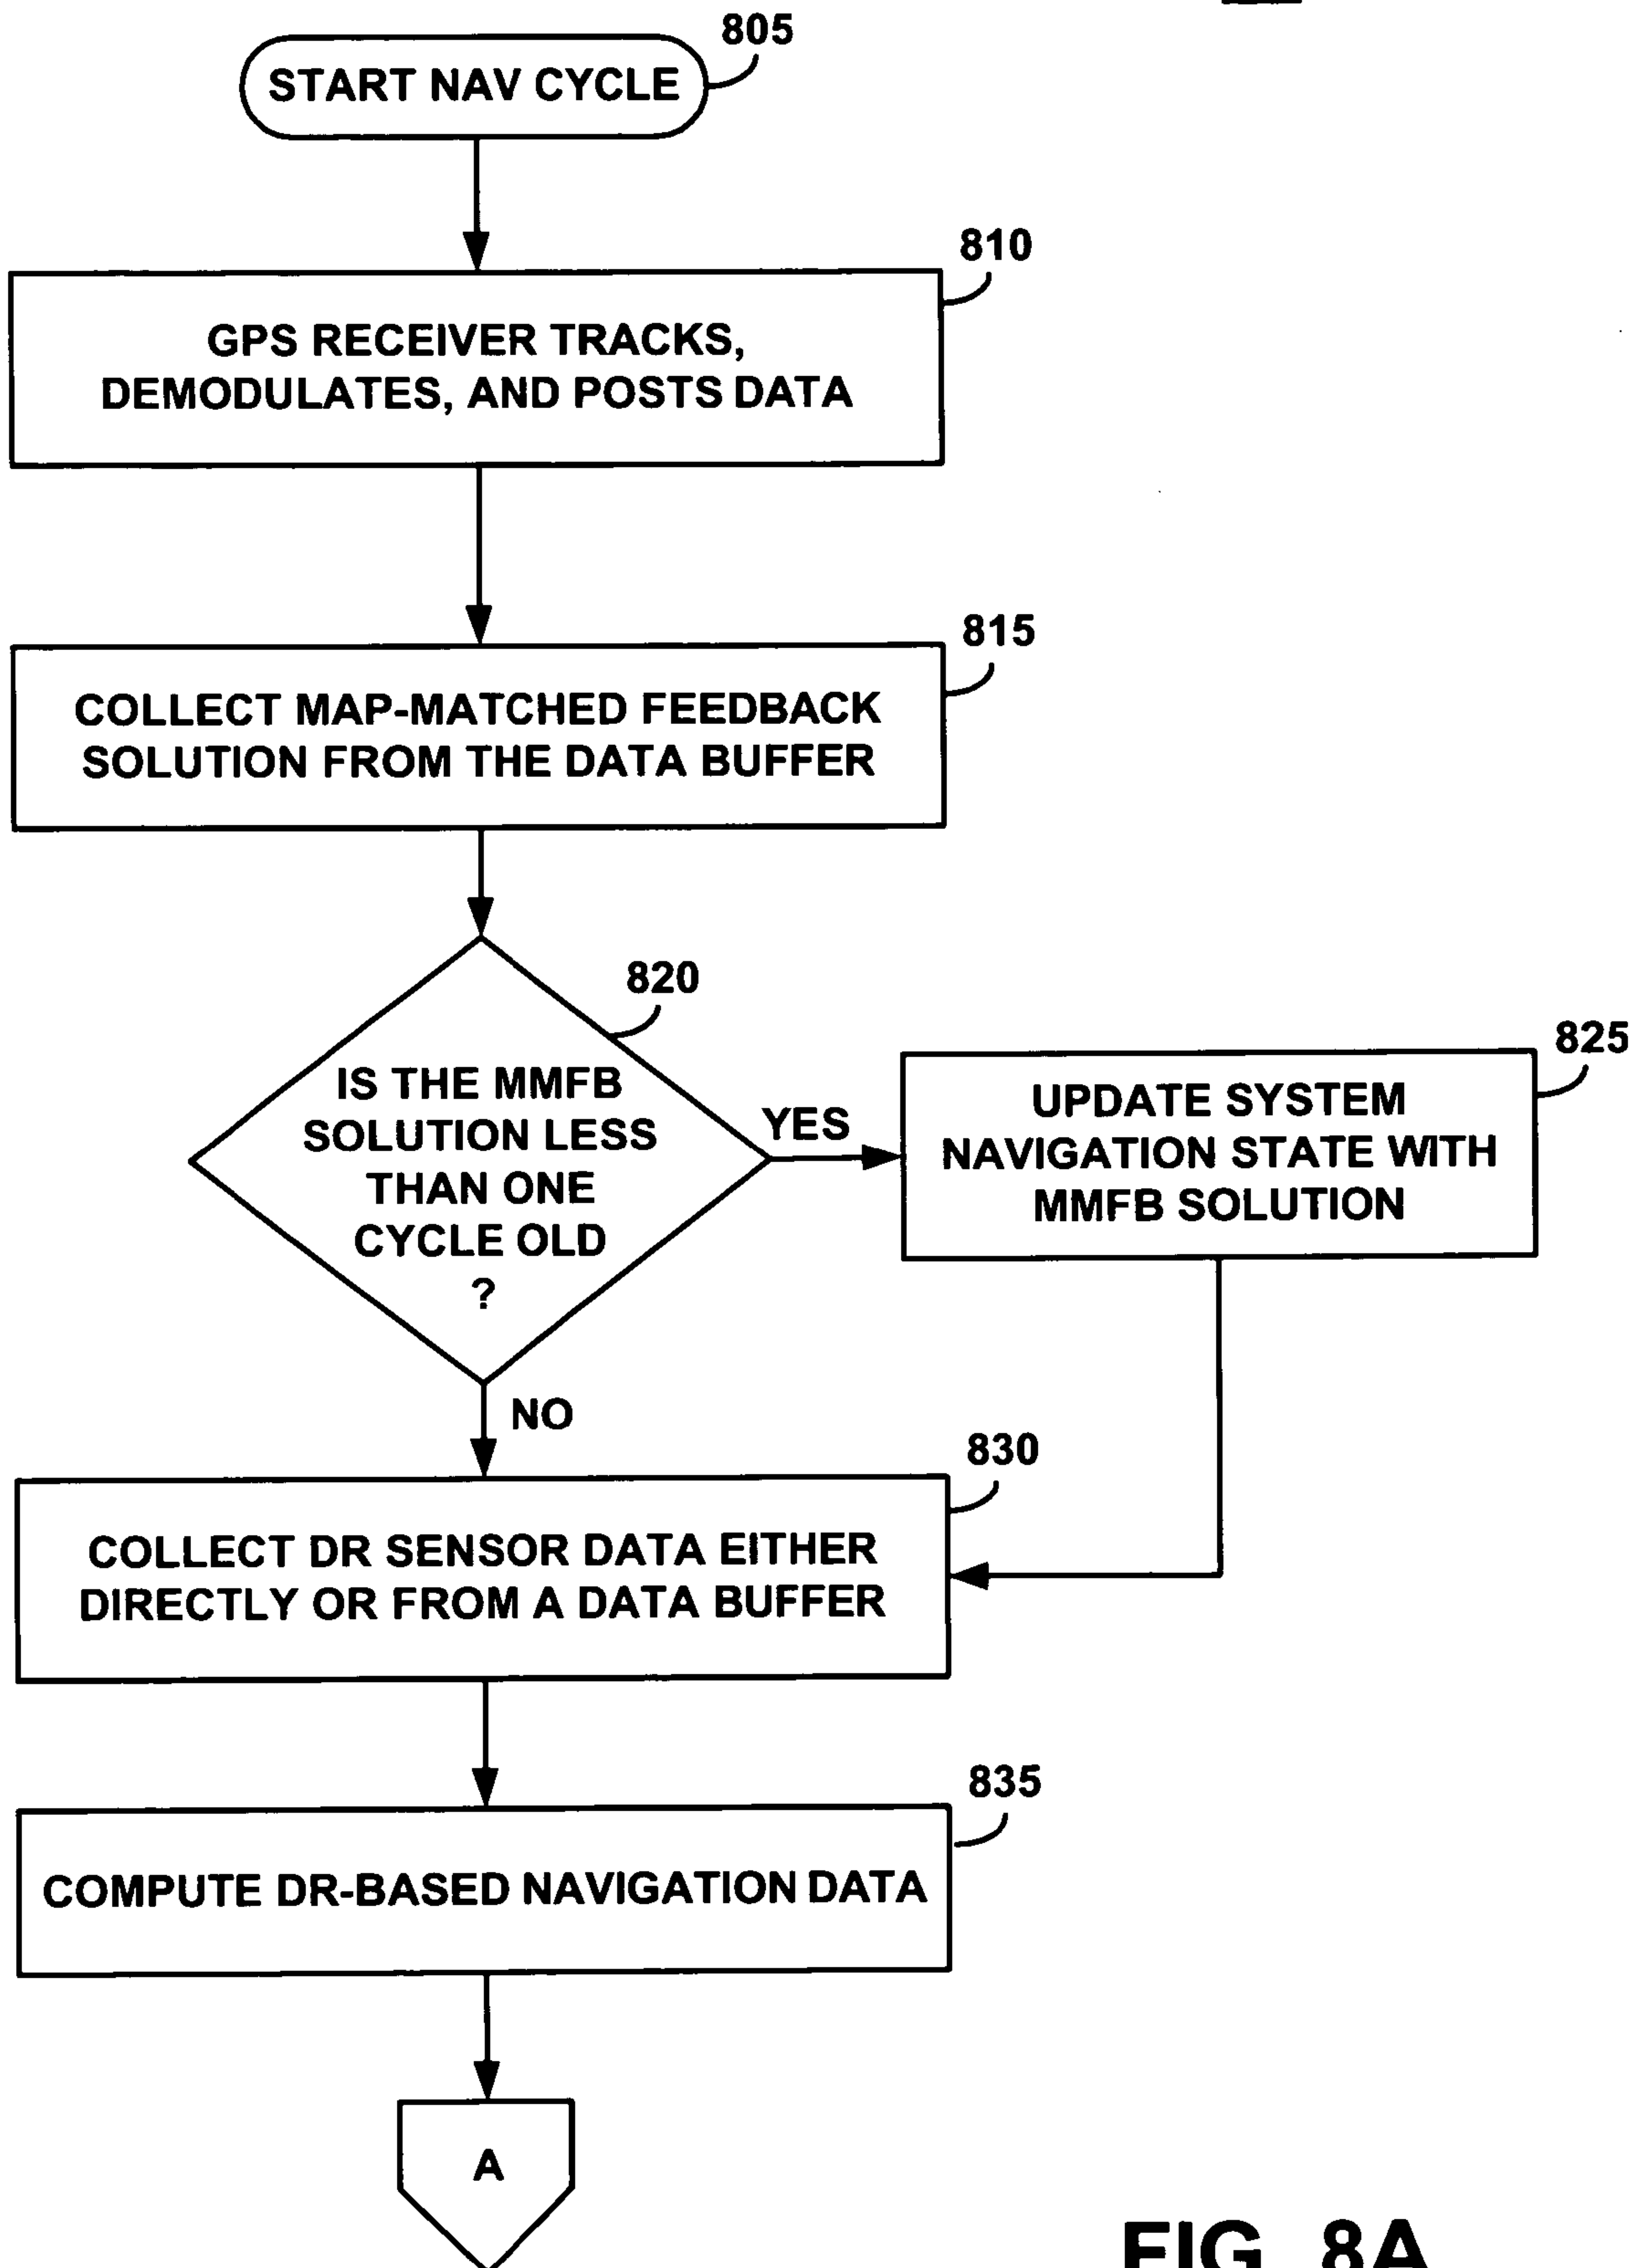 805
START NAV CYCLE
810
GPS RECEIVER TRACKS,
DEMODULATES, AND POSTS DATA
815
COLLECT MAP-MATCHED FEEDBACK
SOLUTION FROM THE DATA BUFFER
820
IS THE MMFB
SOLUTION LESS
THAN ONE
CYCLE OLD
?
YES
825
UPDATE SYSTEM
NAVIGATION STATE WITH
MMFB SOLUTION
NO
830
COLLECT DR SENSOR DATA EITHER
DIRECTLY OR FROM A DATA BUFFER
835
COMPUTE DR-BASED NAVIGATION DATA
A
FIG. 8A